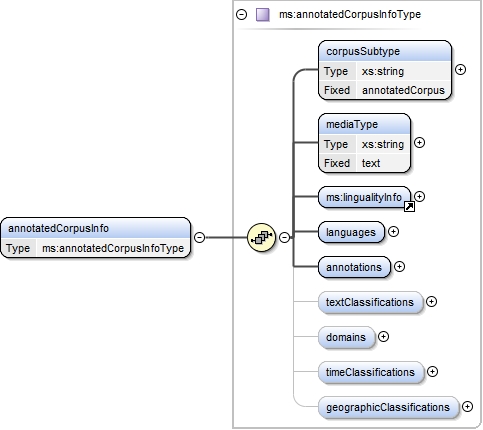 ms:annotatedCorpusInfoType
corpusSubtype
Type xs:string
Fixed annotatedCorpus
mediaType
Type xs:string
Fixed text
ms:lingualityInfo
annotatedCorpusInfo
Type ms:annotatedCorpusInfoType
languages
annotations
textClassifications
domains
timeClassifications
geographicClassifications